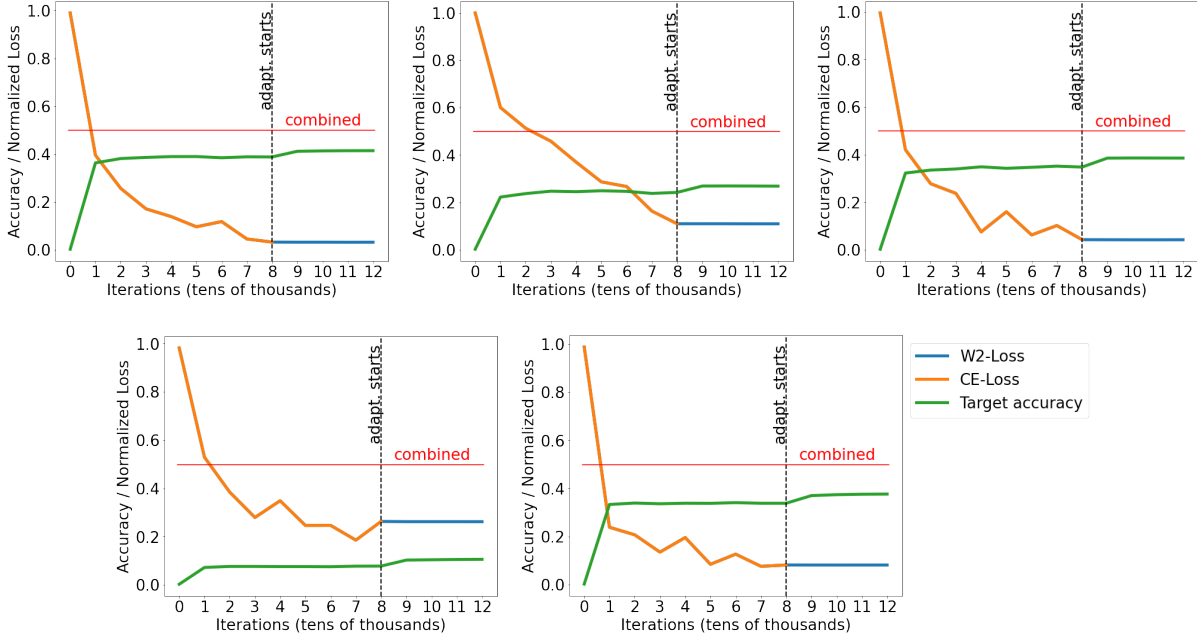 Accuracy / Normalized Loss
1.0
0.8
0.6
0.4
0.2
0.0
adapt. starts
combined
0 1 2 3 4 5 6 7 8 9 10 11 12
Iterations (tens of thousands)
Accuracy / Normalized Loss
1.0
0.8
0.6
0.4
0.2
0.0
adapt. starts
combined
0 1 2 3 4 5 6 7 8 9 10 11 12
Iterations (tens of thousands)
Accuracy / Normalized Loss
1.0
0.8
0.6
0.4
0.2
0.0
adapt. starts
combined
0 1 2 3 4 5 6 7 8 9 10 11 12
Iterations (tens of thousands)
Accuracy / Normalized Loss
1.0
0.8
0.6
0.4
0.2
0.0
adapt. starts
combined
0 1 2 3 4 5 6 7 8 9 10 11 12
Iterations (tens of thousands)
Accuracy / Normalized Loss
1.0
0.8
0.6
0.4
0.2
0.0
adapt. starts
combined
0 1 2 3 4 5 6 7 8 9 10 11 12
Iterations (tens of thousands)
W2-Loss
CE-Loss
Target accuracy